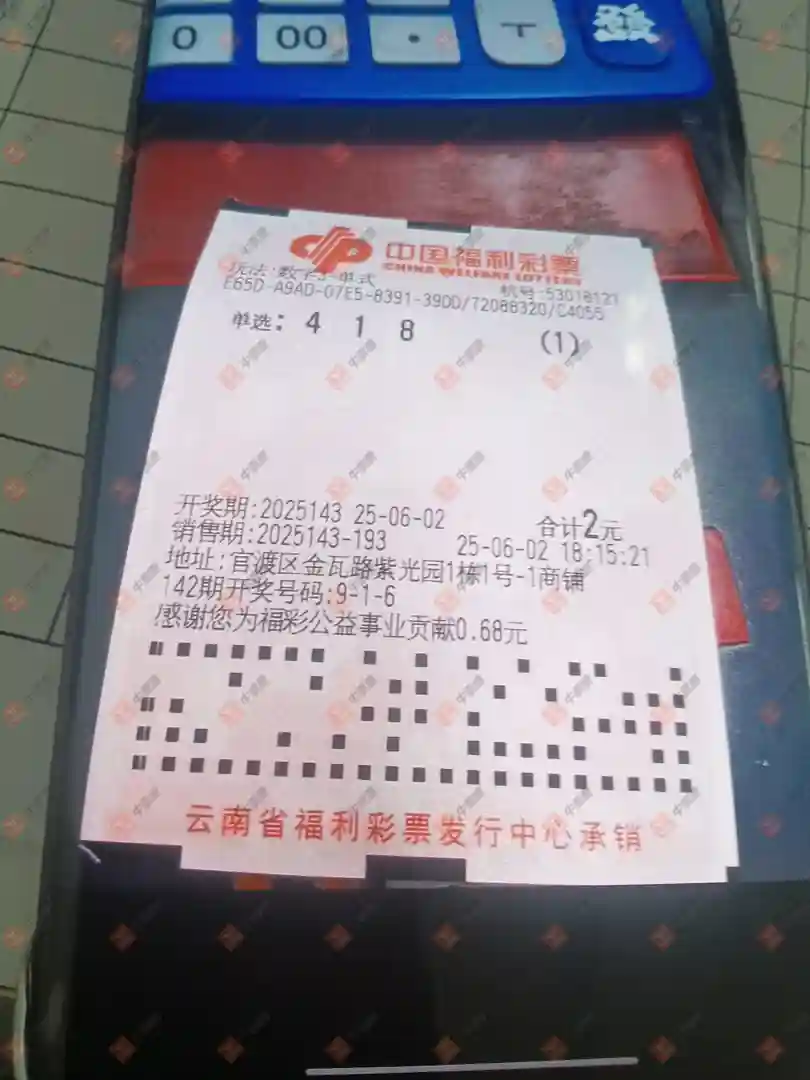 0 00 · 發
中国福利彩票
CHINA WELFARE LOTTERY
玩法:数字3-单式 机号:53018127
E65D-A9AD-07E5-8391-39DD/72088320/C4055
单选: 4 1 8 (1)
开奖期:2025143 25-06-02 合计2元
销售期:2025143-193 25-06-02 18:15:21
地址:官渡区金瓦路紫光园1栋1号-1商铺
142期开奖号码:9-1-6
感谢您为福彩公益事业贡献0.68元
云南省福利彩票发行中心承销